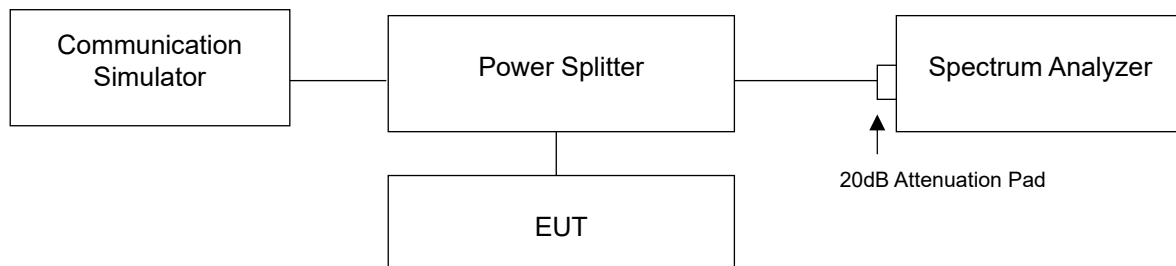 Communication
Simulator
Power Splitter
Spectrum Analyzer
20dB Attenuation Pad
EUT